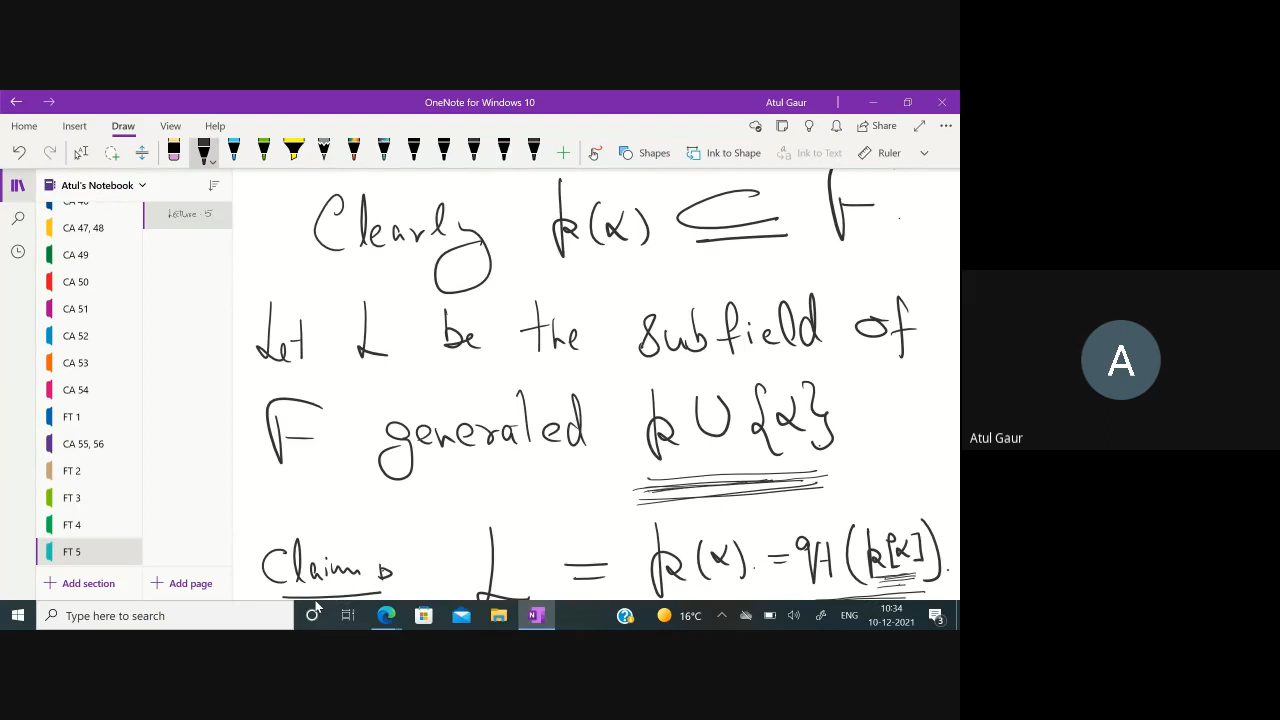 OneNote for Windows 10
Atul Gaur
Home Insert Draw View Help
Share
Shapes
Ink to Shape
Ink to Text
Ruler
Atul's Notebook
CA 47, 48
CA 49
CA 50
CA 51
CA 52
CA 53
CA 54
FT 1
CA 55, 56
FT 2
FT 3
FT 4
FT 5
Add section
Add page
Lecture - 5
Clearly k(α) ⊆ F.
Let L be the subfield of
F generated k ∪ {α}
Claim L = k(α). = qf(k[α]).
Type here to search
16°C
ENG
10:34
10-12-2021
3
A
Atul Gaur